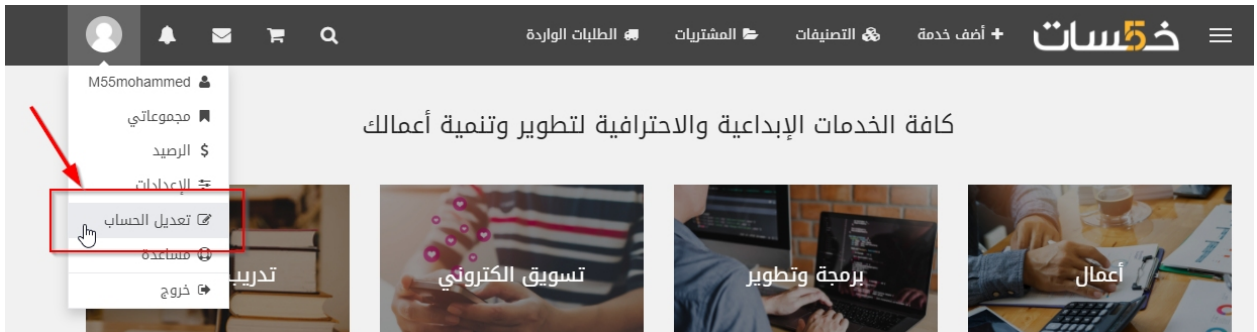 خمسات
أضف خدمة
التصنيفات
المشتريات
الطلبات الواردة
M55mohammed
مجموعاتي
الرصيد
الإعدادات
تعديل الحساب
مساعدة
خروج
كافة الخدمات الإبداعية والاحترافية لتطوير وتنمية أعمالك
أعمال
برمجة وتطوير
تسويق الكتروني
تدريب